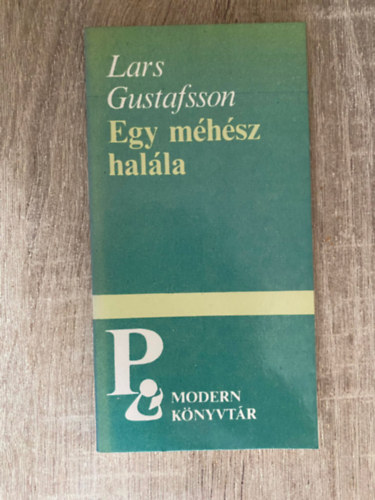 Lars
Gustafsson
Egy méhész
halála
P
MODERN
KÖNYVTÁR